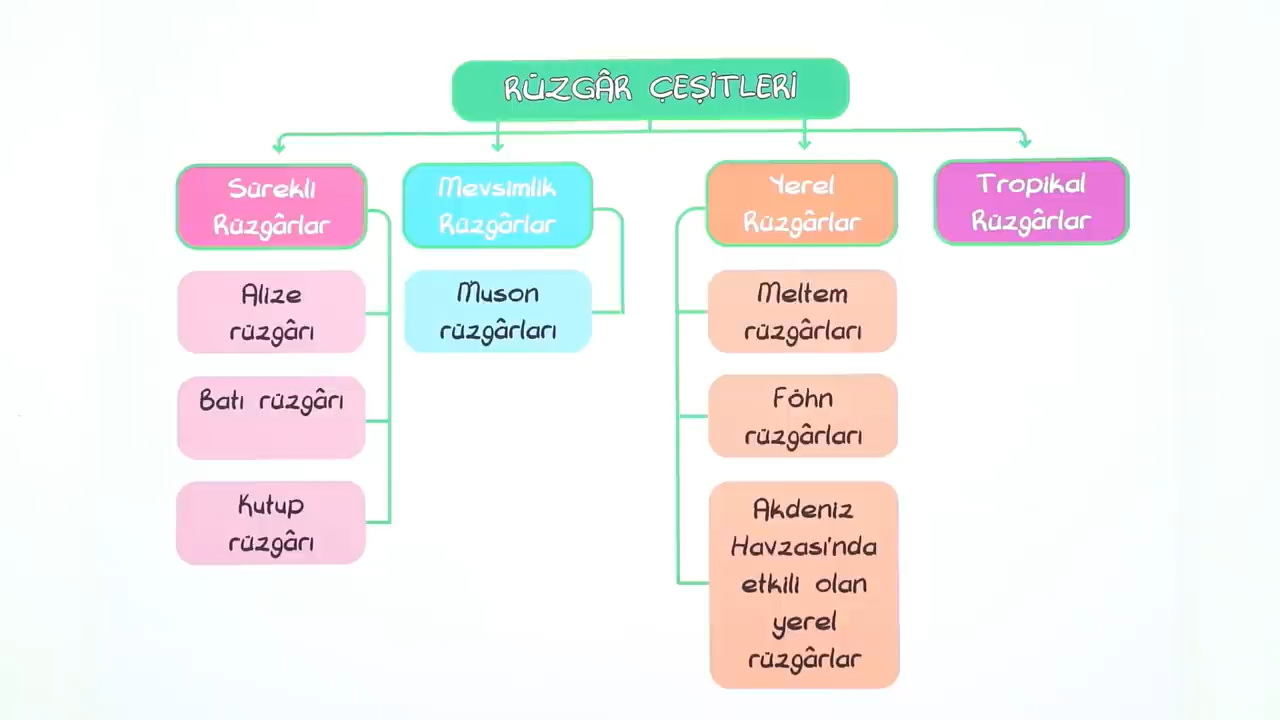 RÜZGÂR ÇEŞİTLERİ
Sürekli
Rüzgârlar
Alize
rüzgârı
Batı rüzgârı
Kutup
rüzgârı
Mevsimlik
Rüzgârlar
Muson
rüzgârları
Yerel
Rüzgârlar
Meltem
rüzgârları
Föhn
rüzgârları
Akdeniz
Havzası'nda
etkili olan
yerel
rüzgârlar
Tropikal
Rüzgârlar